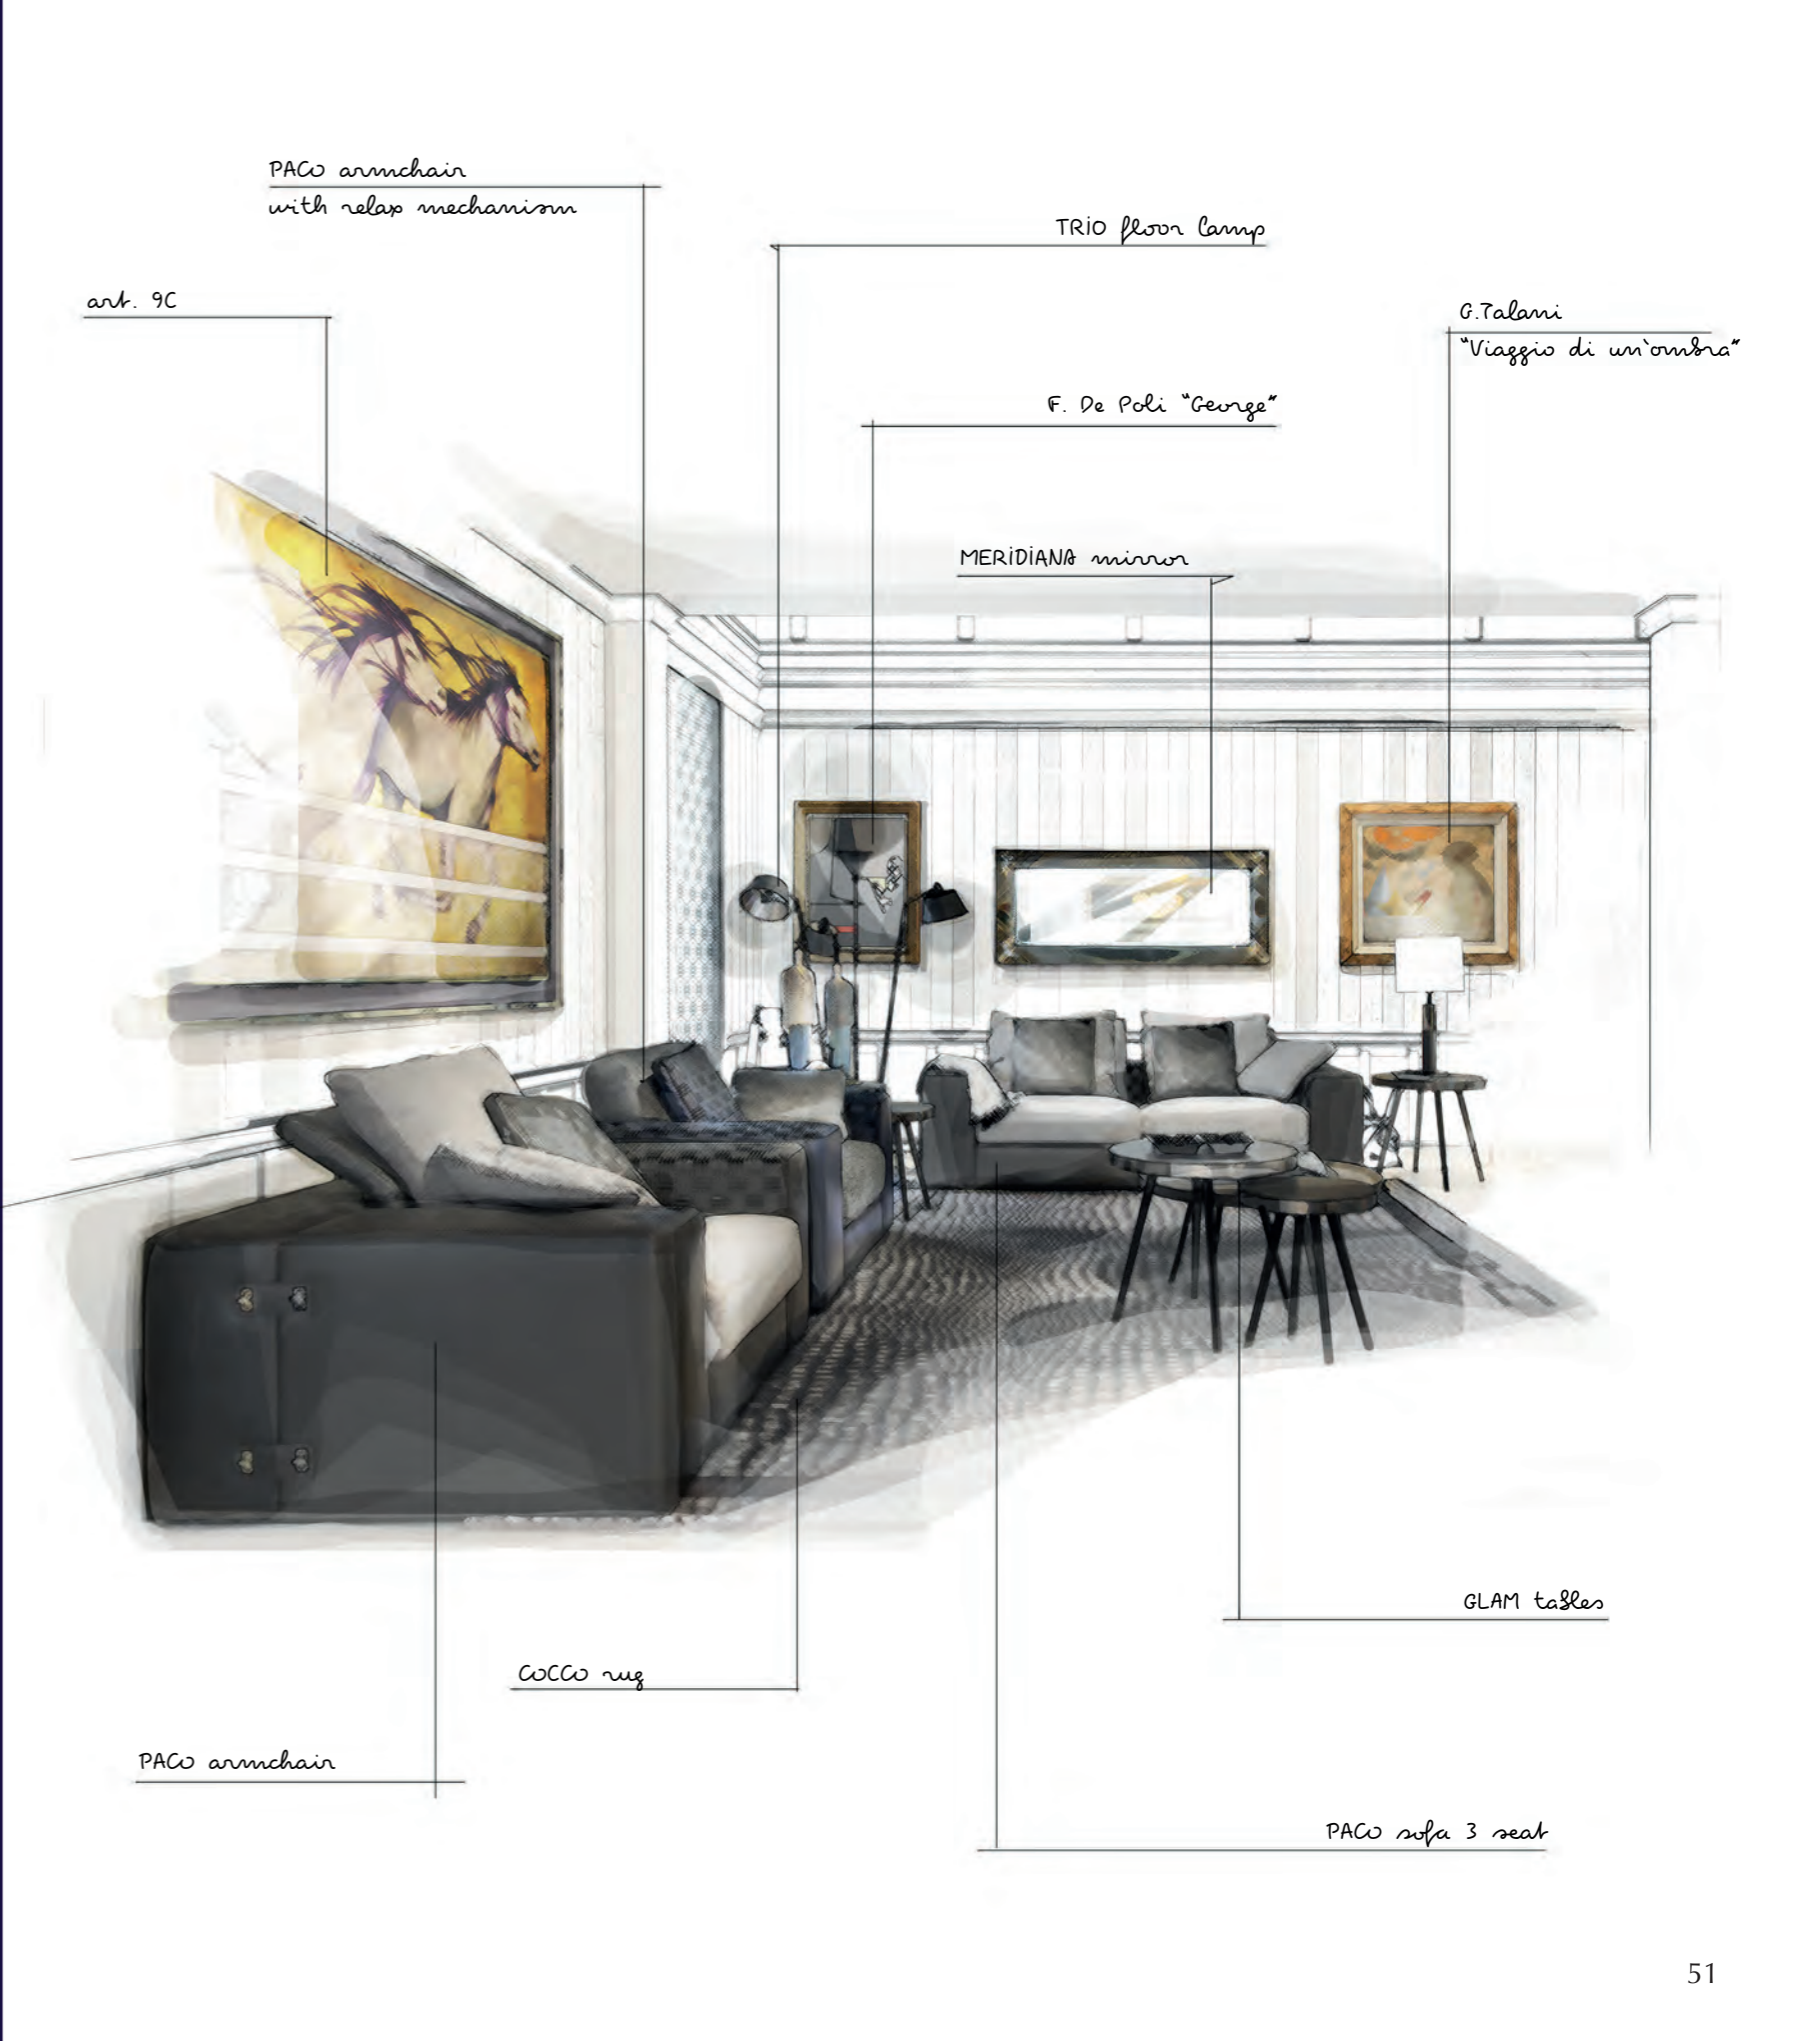 PACO armchair
with relax mechanism
TRIO floor lamp
art. 9C
G.Talani
"Viaggio di un'ombra"
F. De Poli "George"
MERIDIANA mirror
GLAM tables
COCCO rug
PACO armchair
PACO sofa 3 seat
51